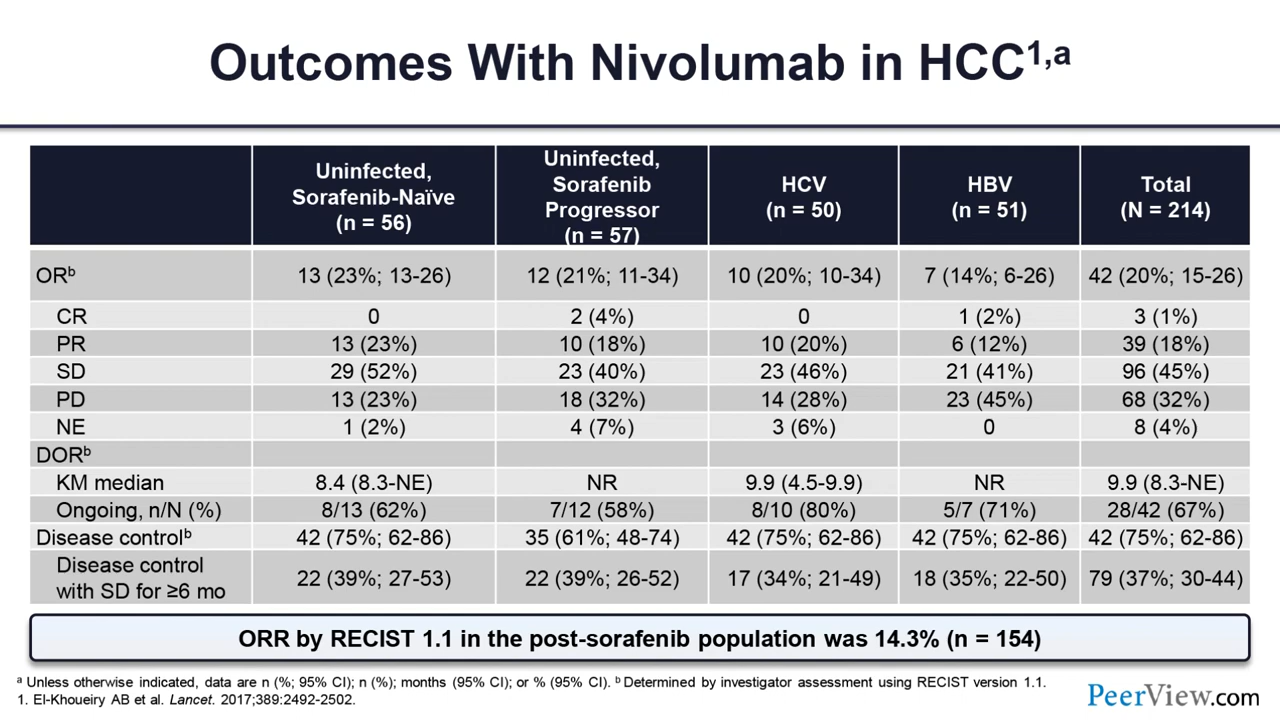 Outcomes With Nivolumab in HCC1,a
Uninfected, Sorafenib-Naïve (n = 56) Uninfected, Sorafenib Progressor (n = 57) HCV (n = 50) HBV (n = 51) Total (N = 214)
ORb 13 (23%; 13-26) 12 (21%; 11-34) 10 (20%; 10-34) 7 (14%; 6-26) 42 (20%; 15-26)
CR 0 2 (4%) 0 1 (2%) 3 (1%)
PR 13 (23%) 10 (18%) 10 (20%) 6 (12%) 39 (18%)
SD 29 (52%) 23 (40%) 23 (46%) 21 (41%) 96 (45%)
PD 13 (23%) 18 (32%) 14 (28%) 23 (45%) 68 (32%)
NE 1 (2%) 4 (7%) 3 (6%) 0 8 (4%)
DORb
KM median 8.4 (8.3-NE) NR 9.9 (4.5-9.9) NR 9.9 (8.3-NE)
Ongoing, n/N (%) 8/13 (62%) 7/12 (58%) 8/10 (80%) 5/7 (71%) 28/42 (67%)
Disease controlb 42 (75%; 62-86) 35 (61%; 48-74) 42 (75%; 62-86) 42 (75%; 62-86) 42 (75%; 62-86)
Disease control with SD for ≥6 mo 22 (39%; 27-53) 22 (39%; 26-52) 17 (34%; 21-49) 18 (35%; 22-50) 79 (37%; 30-44)
ORR by RECIST 1.1 in the post-sorafenib population was 14.3% (n = 154)
a Unless otherwise indicated, data are n (%; 95% CI); n (%); months (95% CI); or % (95% CI). b Determined by investigator assessment using RECIST version 1.1.
1. El-Khoueiry AB et al. Lancet. 2017;389:2492-2502.
PeerView.com